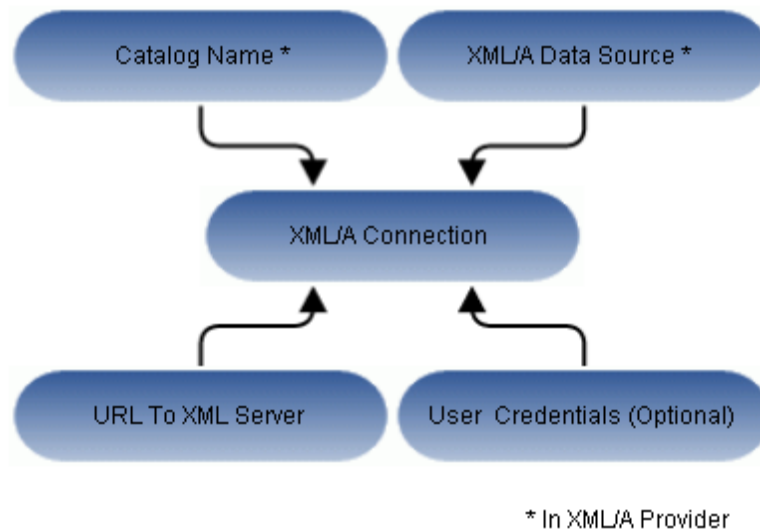 Catalog Name *
XML/A Data Source *
XML/A Connection
URL To XML Server
User Credentials (Optional)
* In XML/A Provider